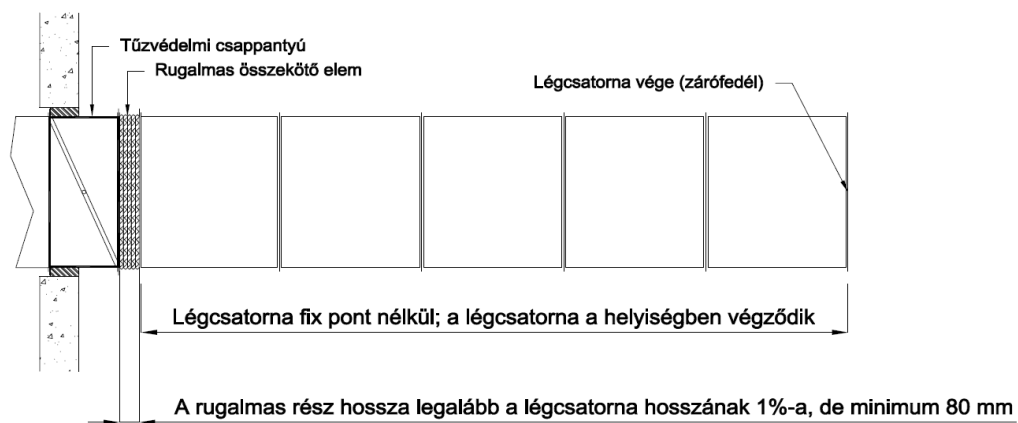 Tűzvédelmi csappantyú
Rugalmas összekötő elem
Légcsatorna vége (zárófedél)
Légcsatorna fix pont nélkül; a légcsatorna a helyiségben végződik
A rugalmas rész hossza legalább a légcsatorna hosszának 1%-a, de minimum 80 mm